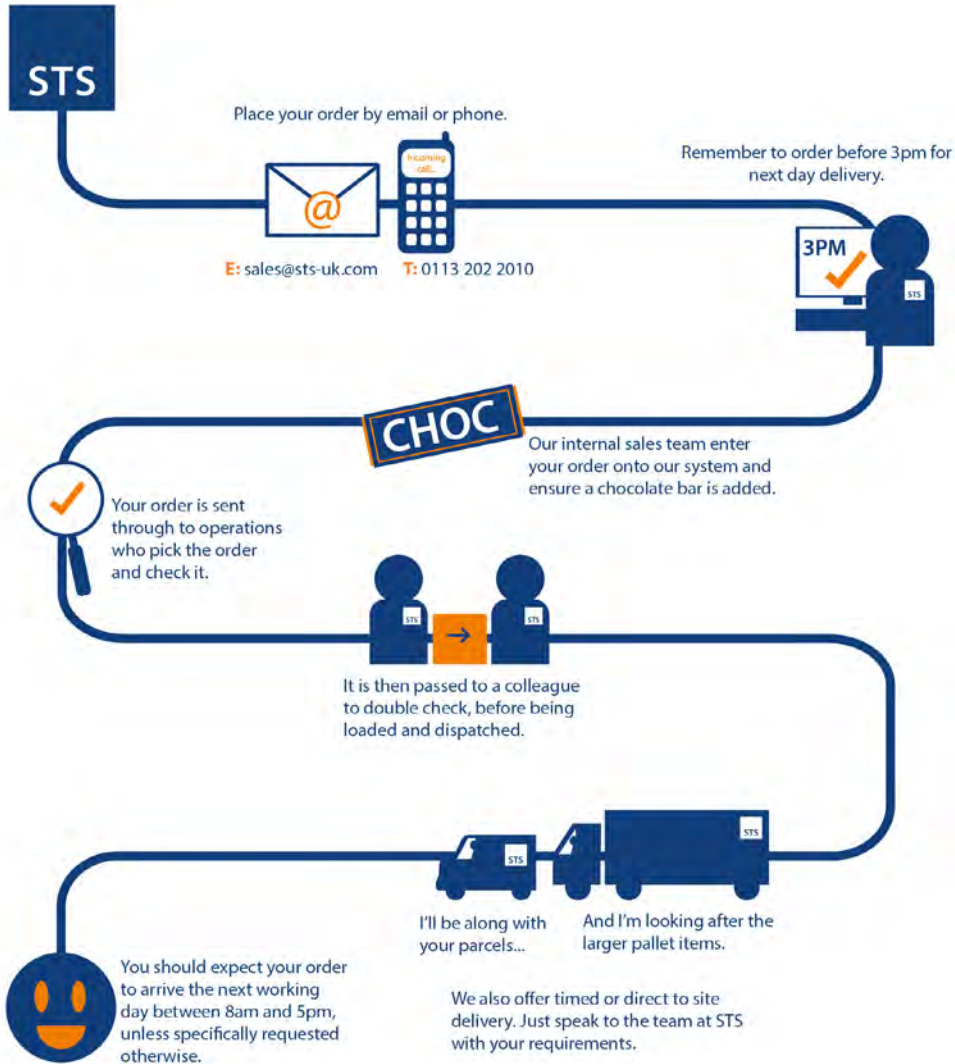 STS
Place your order by email or phone.
Incoming
call...
@
E: sales@sts-uk.com
T: 0113 202 2010
Remember to order before 3pm for
next day delivery.
3PM
STS
CHOC
Our internal sales team enter
your order onto our system and
ensure a chocolate bar is added.
Your order is sent
through to operations
who pick the order
and check it.
STS
STS
It is then passed to a colleague
to double check, before being
loaded and dispatched.
STS
STS
I'll be along with
your parcels...
And I'm looking after the
larger pallet items.
You should expect your order
to arrive the next working
day between 8am and 5pm,
unless specifically requested
otherwise.
We also offer timed or direct to site
delivery. Just speak to the team at STS
with your requirements.